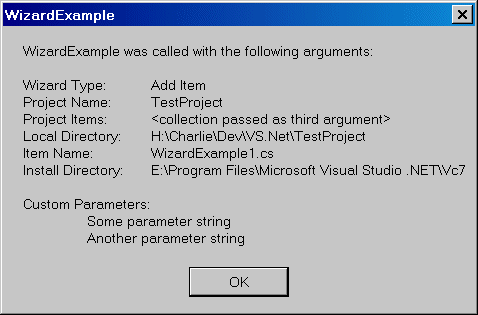 WizardExample
WizardExample was called with the following arguments:
Wizard Type: Add Item
Project Name: TestProject
Project Items: <collection passed as third argument>
Local Directory: H:\Charlie\Dev\VS.Net\TestProject
Item Name: WizardExample1.cs
Install Directory: E:\Program Files\Microsoft Visual Studio .NET\Vc7
Custom Parameters:
Some parameter string
Another parameter string
OK